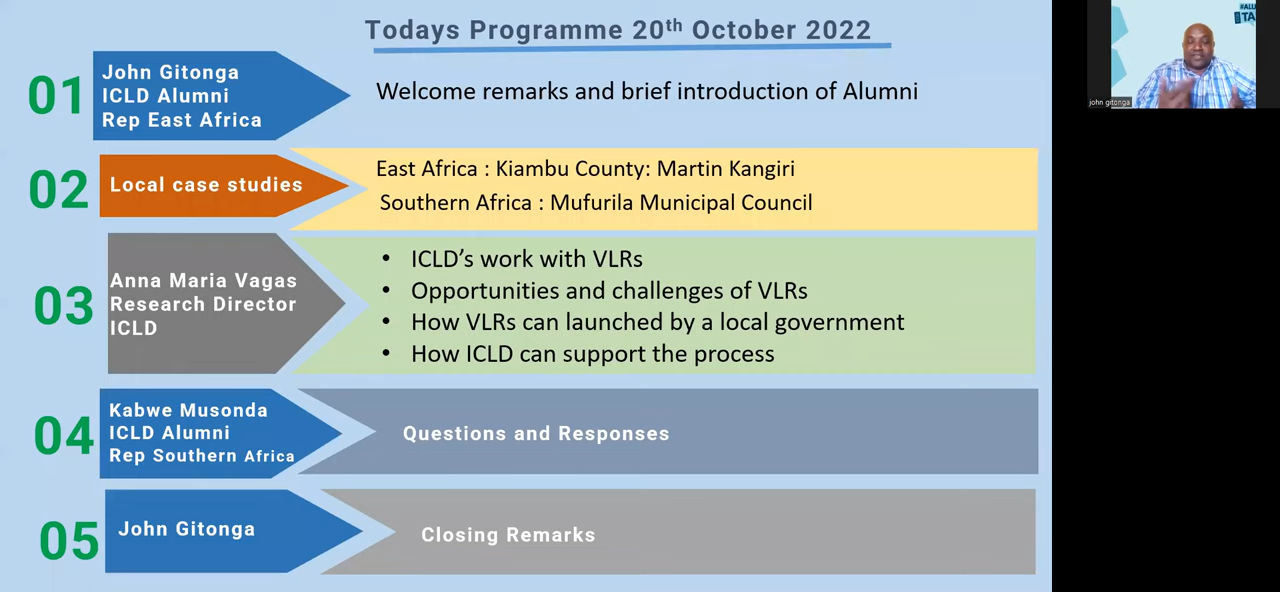 Todays Programme 20th October 2022
01
John Gitonga
ICLD Alumni
Rep East Africa
Welcome remarks and brief introduction of Alumni
02
Local case studies
East Africa : Kiambu County: Martin Kangiri
Southern Africa : Mufurila Municipal Council
03
Anna Maria Vagas
Research Director
ICLD
• ICLD's work with VLRs
• Opportunities and challenges of VLRs
• How VLRs can launched by a local government
• How ICLD can support the process
04
Kabwe Musonda
ICLD Alumni
Rep Southern Africa
Questions and Responses
05
John Gitonga
Closing Remarks
john gitonga